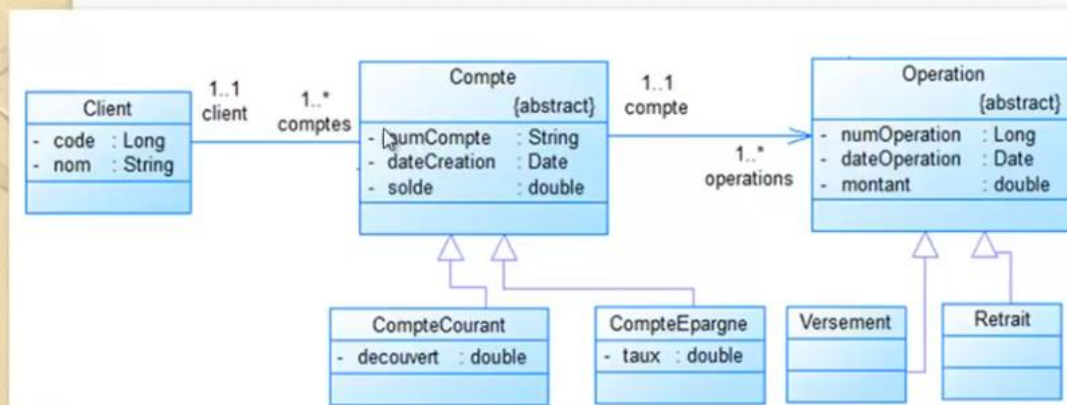 Client
- code : Long
- nom : String
1..1
client
1..*
comptes
Compte
{abstract}
- numCompte : String
- dateCreation : Date
- solde : double
1..1
compte
1..*
operations
Operation
{abstract}
- numOperation : Long
- dateOperation : Date
- montant : double
CompteCourant
- decouvert : double
CompteEpargne
- taux : double
Versement
Retrait